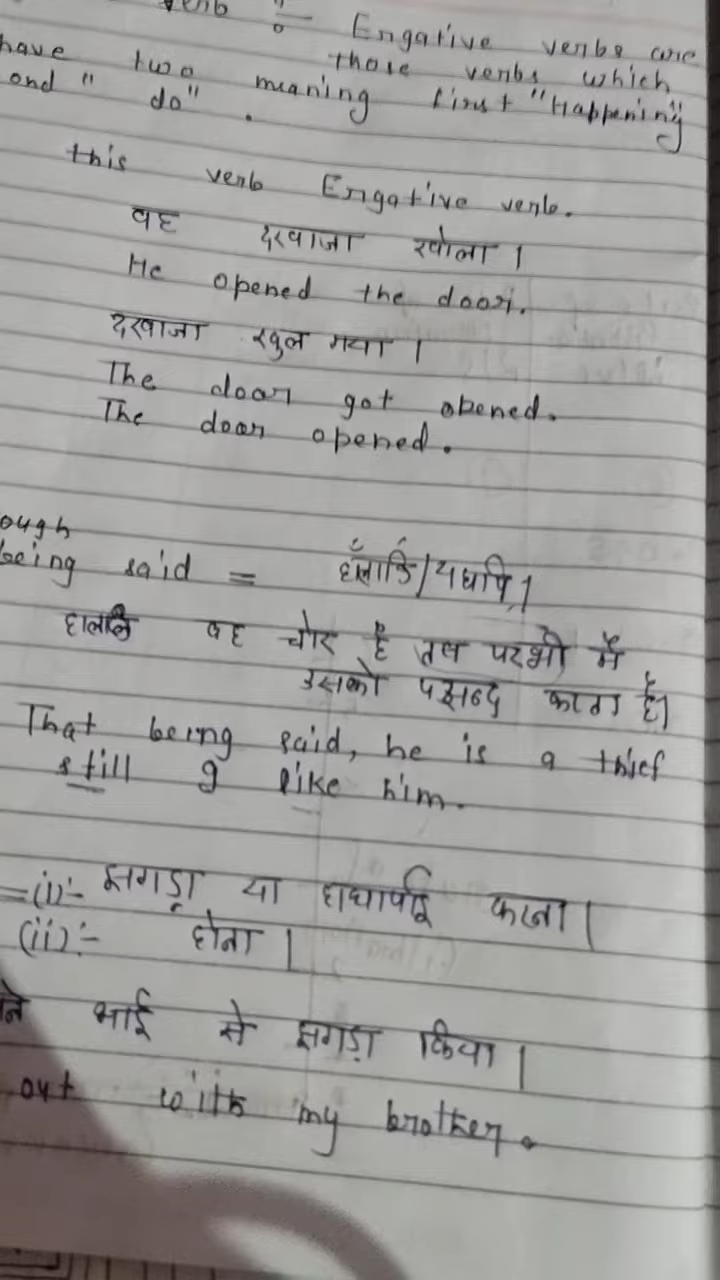 verb :- Engative verbs are
have two those verbs which
and "do". meaning first "Happening"
this verb Engative verb.
वह दरवाजा खोला।
He opened the door.
दरवाजा खुल गया।
The door got opened.
The door opened.
ough
being said = हॅलाकि/यधपि।
हालाकि वह चोर है तब परभी मैं
उसको पसन्द करता है।
That being said, he is a thief
still I like him.
=(i):- झगड़ा या हाथापाई करना।
(ii):- होना।
ने भाई से झगड़ा किया।
out with my brother.